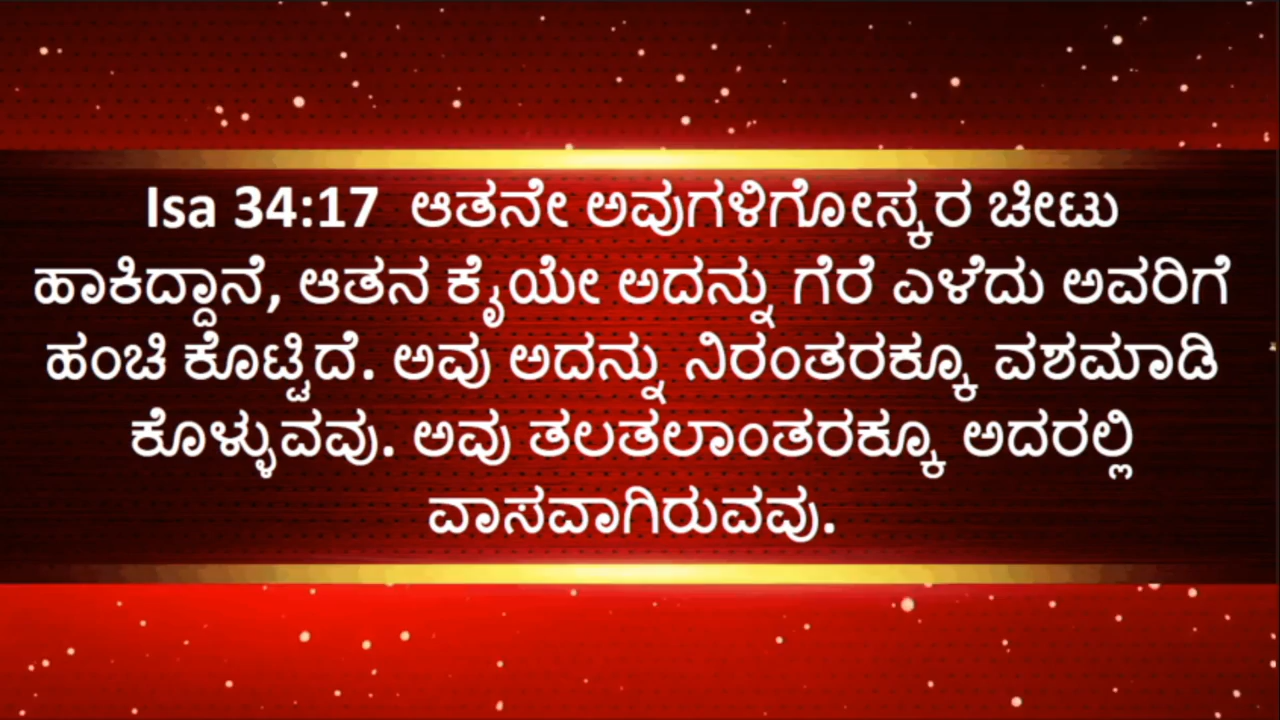 Isa 34:17 ಆತನೇ ಅವುಗಳಿಗೋಸ್ಕರ ಚೀಟು
ಹಾಕಿದ್ದಾನೆ, ಆತನ ಕೈಯೇ ಅದನ್ನು ಗೆರೆ ಎಳೆದು ಅವರಿಗೆ
ಹಂಚಿ ಕೊಟ್ಟಿದೆ. ಅವು ಅದನ್ನು ನಿರಂತರಕ್ಕೂ ವಶಮಾಡಿ
ಕೊಳ್ಳುವವು. ಅವು ತಲತಲಾಂತರಕ್ಕೂ ಅದರಲ್ಲಿ
ವಾಸವಾಗಿರುವವು.